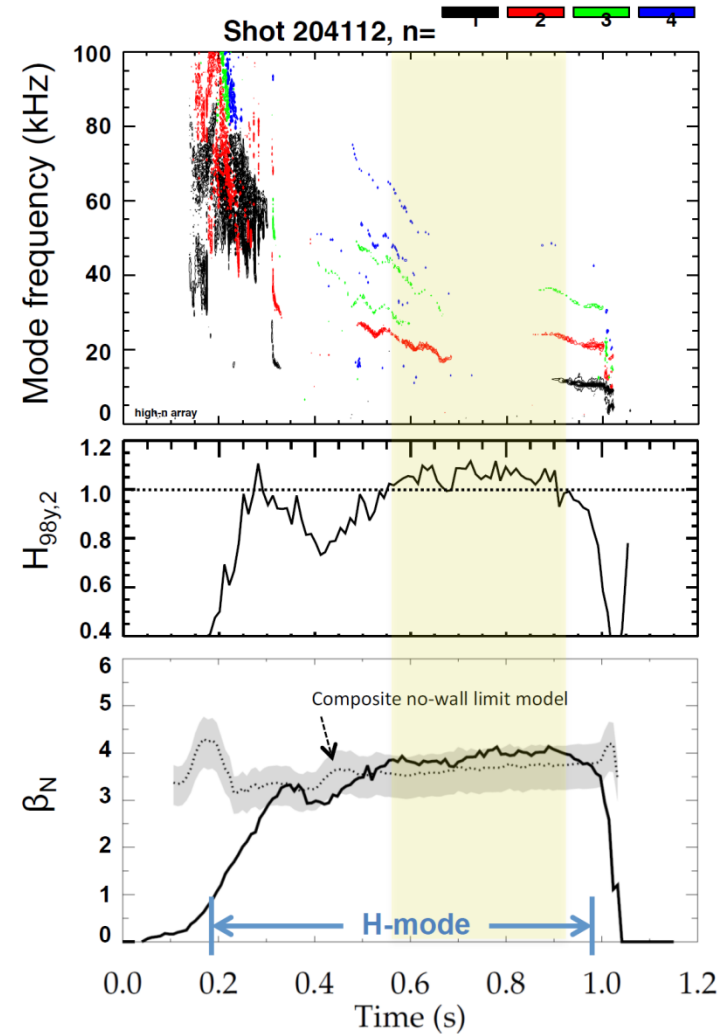 Shot 204112, n= 1 2 3 4
Mode frequency (kHz)
100
80
60
40
20
0
high-n array
H98y,2
1.2
1.0
0.8
0.6
0.4
βN
6
5
4
3
2
1
0
Composite no-wall limit model
H-mode
0.0 0.2 0.4 0.6 0.8 1.0 1.2
Time (s)